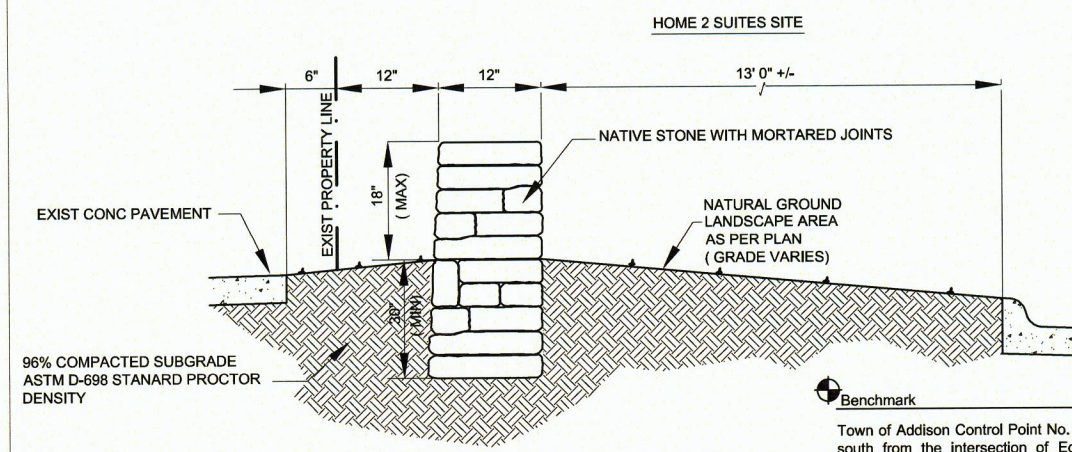 HOME 2 SUITES SITE
6"
12"
12"
13' 0" +/-
EXIST PROPERTY LINE
NATIVE STONE WITH MORTARED JOINTS
18"
( MAX)
EXIST CONC PAVEMENT
NATURAL GROUND
LANDSCAPE AREA
AS PER PLAN
( GRADE VARIES)
30"
( MIN)
96% COMPACTED SUBGRADE
ASTM D-698 STANARD PROCTOR
DENSITY
Benchmark
Town of Addison Control Point No.
south from the intersection of